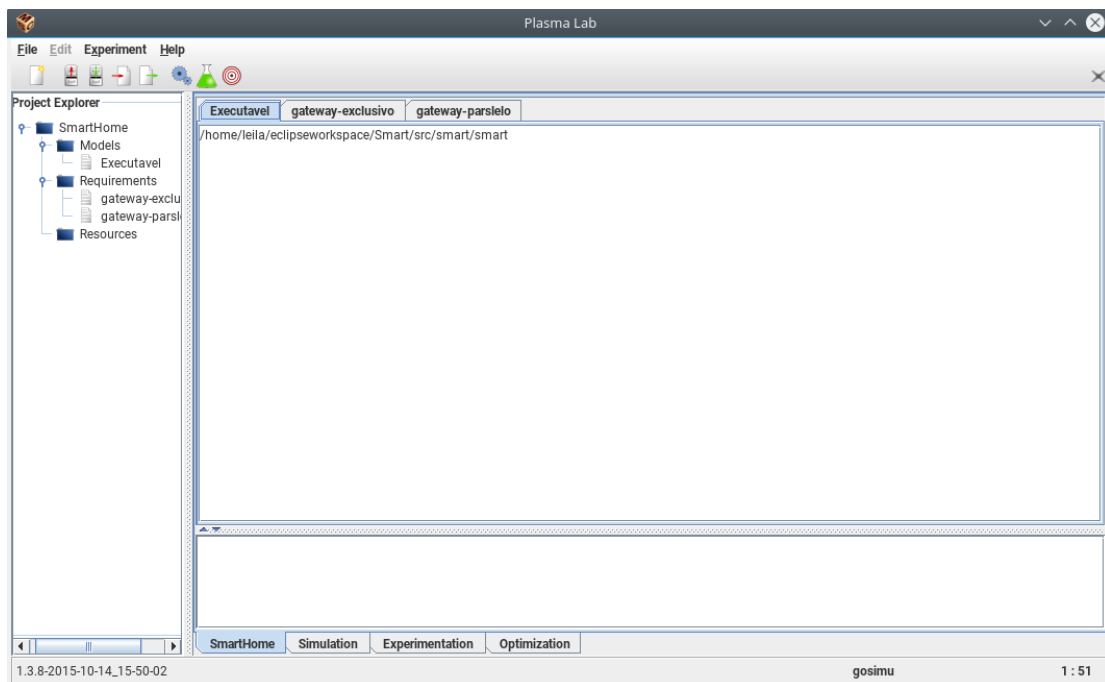 Plasma Lab
File Edit Experiment Help
Project Explorer
SmartHome
Models
Executavel
Requirements
gateway-exclu
gateway-parsl
Resources
Executavel gateway-exclusivo gateway-parslelo
/home/leila/eclipseworkspace/Smart/src/smart/smart
SmartHome Simulation Experimentation Optimization
1.3.8-2015-10-14_15-50-02 gosimu 1 : 51